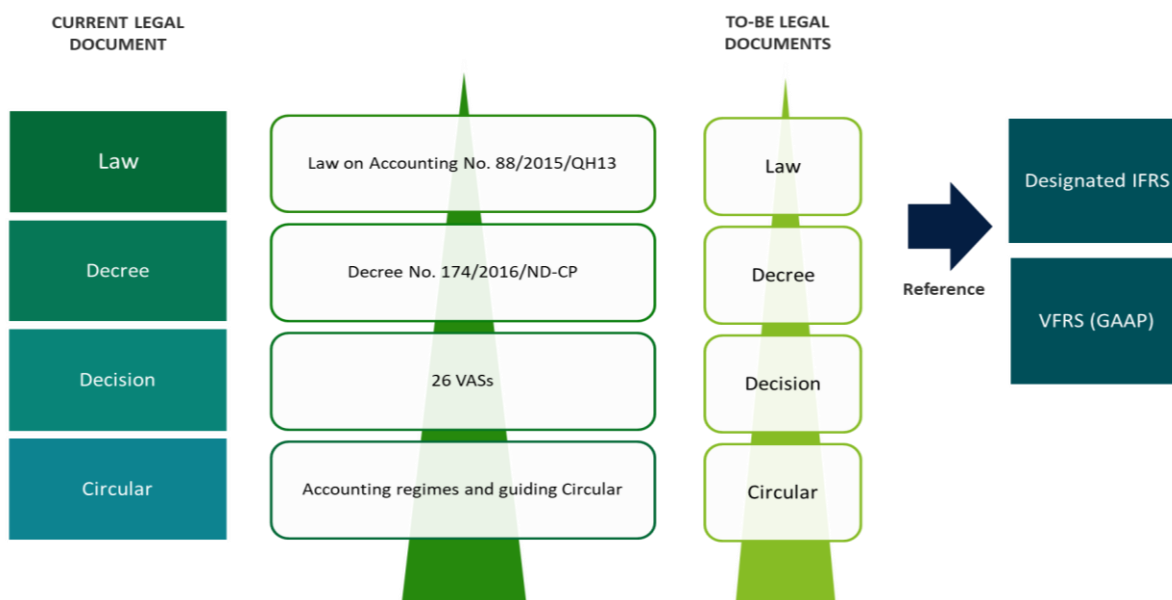 CURRENT LEGAL
DOCUMENT
TO-BE LEGAL
DOCUMENTS
Law
Law on Accounting No. 88/2015/QH13
Law
Designated IFRS
Decree
Decree No. 174/2016/ND-CP
Decree
Reference
VFRS (GAAP)
Decision
26 VASs
Decision
Circular
Accounting regimes and guiding Circular
Circular